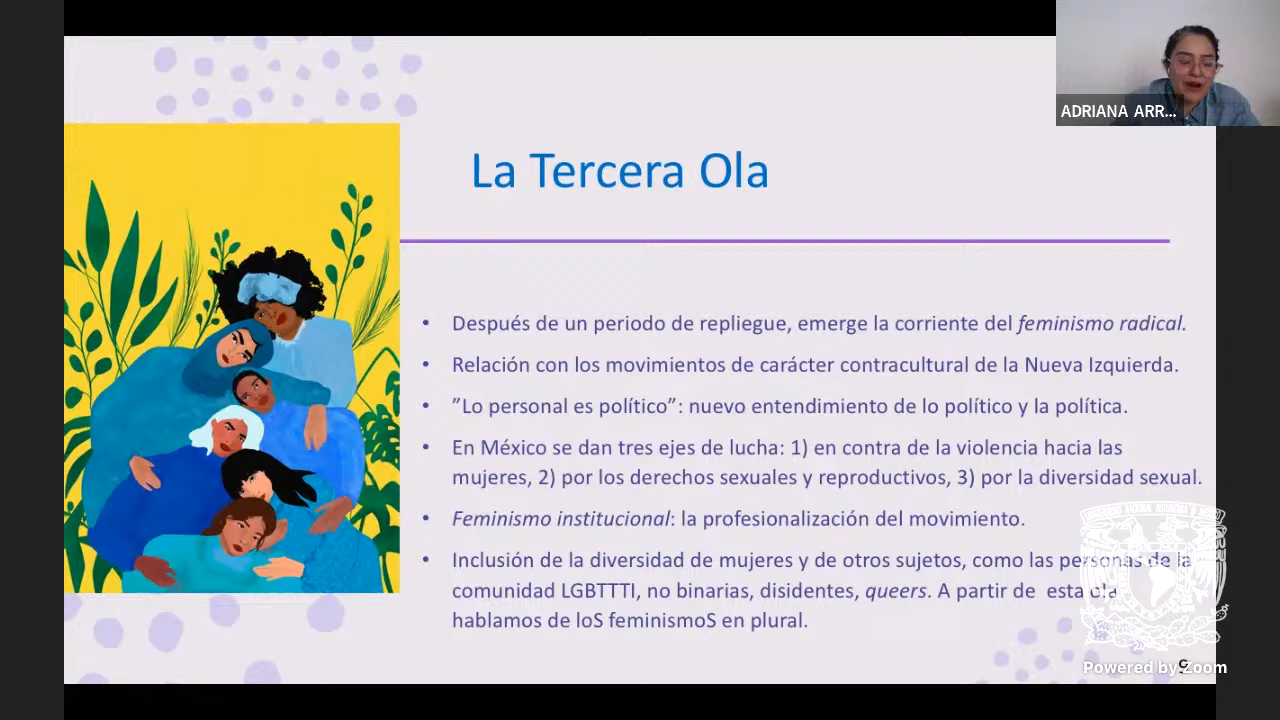 ADRIANA ARR...
La Tercera Ola
• Después de un periodo de repliegue, emerge la corriente del feminismo radical.
• Relación con los movimientos de carácter contracultural de la Nueva Izquierda.
• ”Lo personal es político”: nuevo entendimiento de lo político y la política.
• En México se dan tres ejes de lucha: 1) en contra de la violencia hacia las
mujeres, 2) por los derechos sexuales y reproductivos, 3) por la diversidad sexual.
• Feminismo institucional: la profesionalización del movimiento.
• Inclusión de la diversidad de mujeres y de otros sujetos, como las personas de la
comunidad LGBTTTI, no binarias, disidentes, queers. A partir de esta ola
hablamos de loS feminismoS en plural.
Powered by Zoom